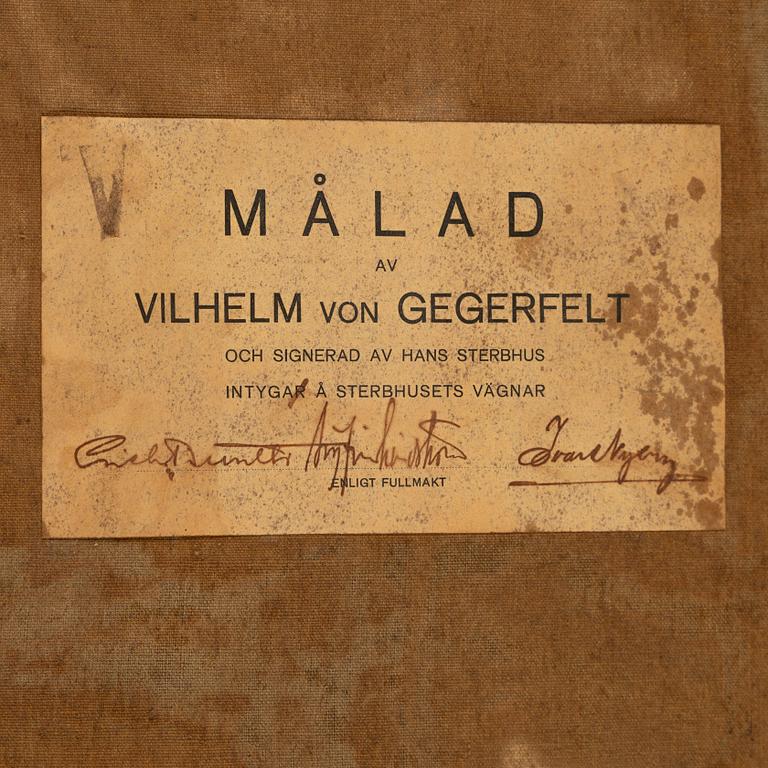 V
MÅLAD
AV
VILHELM VON GEGERFELT
OCH SIGNERAD AV HANS STERBHUS
INTYGAR Å STERBHUSETS VÄGNAR
ENLIGT FULLMAKT